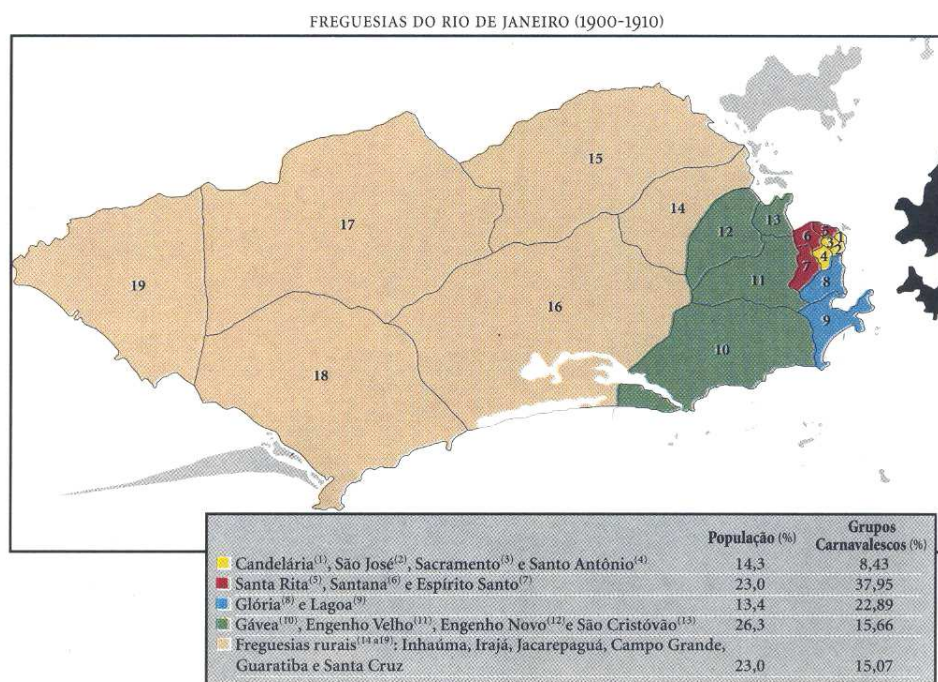 FREGUESIAS DO RIO DE JANEIRO (1900-1910)
15
17
14
12
13
6
5
1
3
2
4
7
19
16
11
8
9
18
10
População (%)
Grupos
Carnavalescos (%)
Candelária(1), São José(2), Sacramento(3) e Santo Antônio(4) 14,3 8,43
Santa Rita(5), Santana(6) e Espírito Santo(7) 23,0 37,95
Glória(8) e Lagoa(9) 13,4 22,89
Gávea(10), Engenho Velho(11), Engenho Novo(12)e São Cristóvão(13) 26,3 15,66
Freguesias rurais(14 a 19): Inhaúma, Irajá, Jacarepaguá, Campo Grande,
Guaratiba e Santa Cruz 23,0 15,07